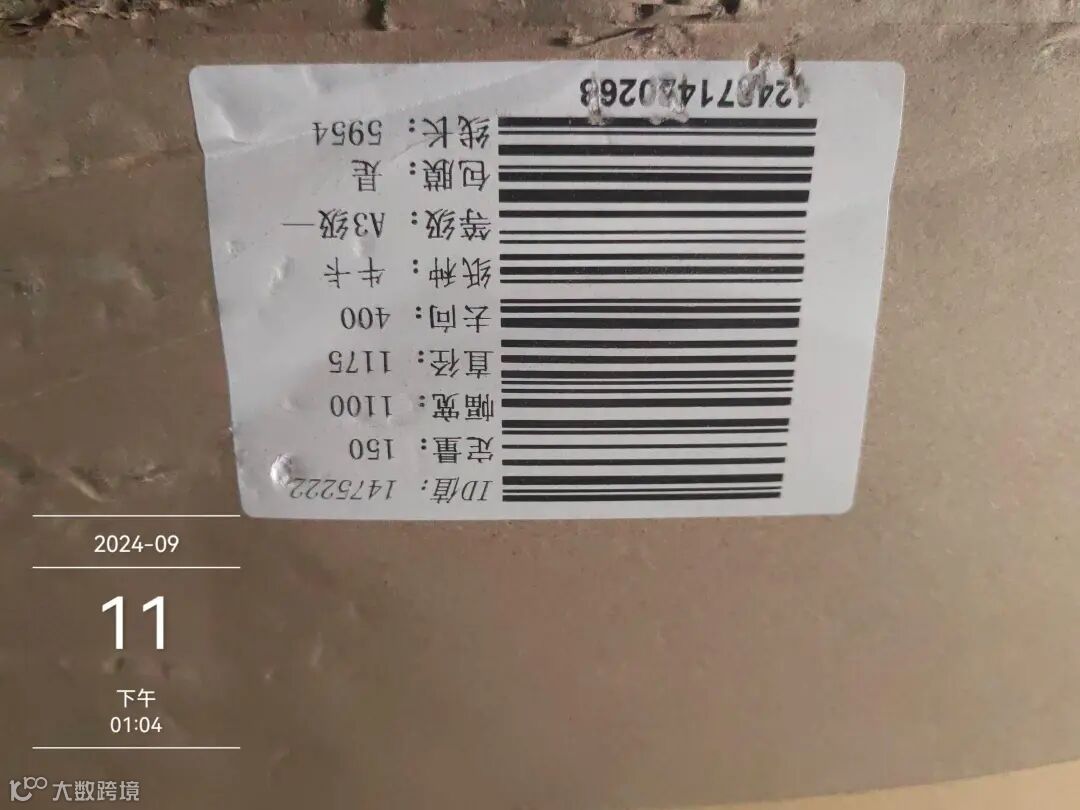 ID值: 1475222
定量: 150
幅宽: 1100
直径: 1175
去向: 400
纸种: 牛卡
等级: A3级一
包膜: 是
线长: 5954
2024-09
11
下午
01:04
大数跨境